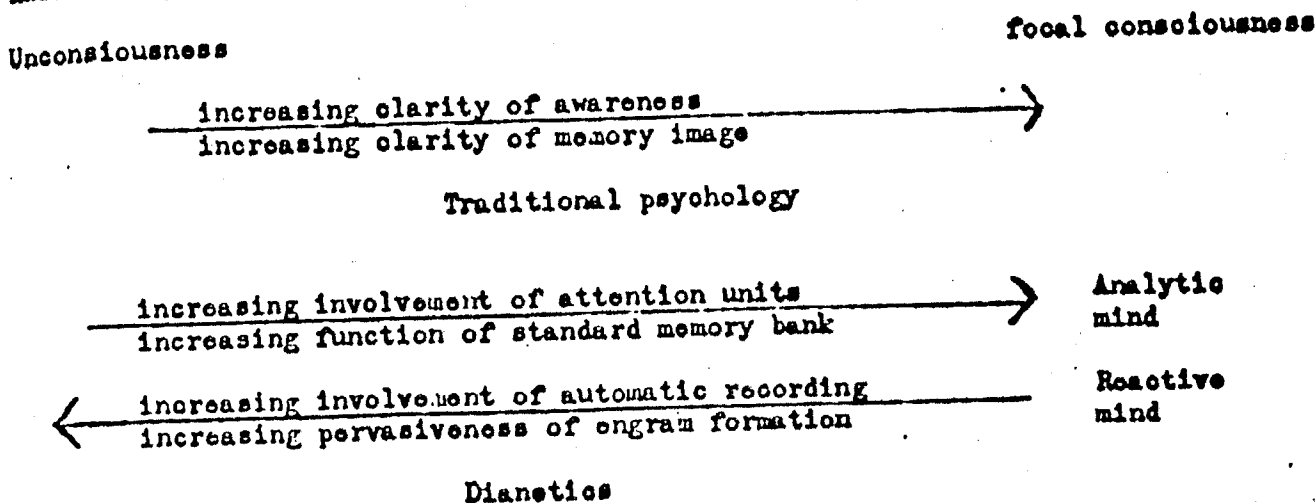 focal consciousness
Unconsiousness
increasing clarity of awareness
increasing clarity of memory image
Traditional psychology
increasing involvement of attention units
increasing function of standard memory bank
Analytic
mind
increasing involvement of automatic recording
increasing pervasiveness of engram formation
Reactive
mind
Dianetics